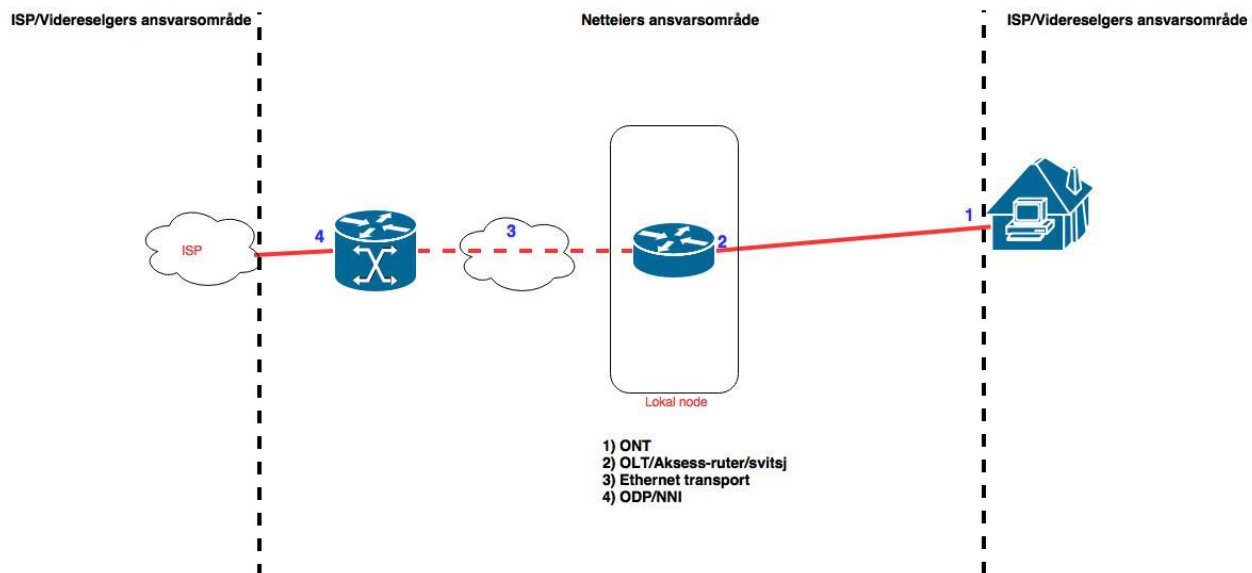 ISP/Videreselgers ansvarsområde
Netteiers ansvarsområde
ISP/Videreselgers ansvarsområde
ISP
4
3
2
1
Lokal node
1) ONT
2) OLT/Aksess-ruter/svitsj
3) Ethernet transport
4) ODP/NNI